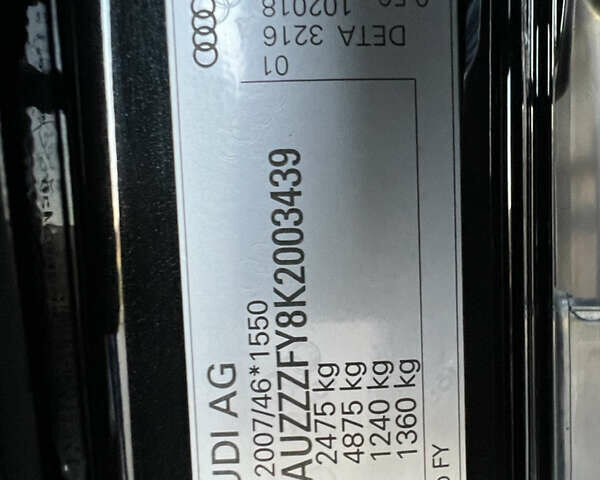 UDI AG
2007/46*1550
AUZZZFY8K2003439
2475 kg
4875 kg
1240 kg
1360 kg
01
DETA 3216
102018
FY